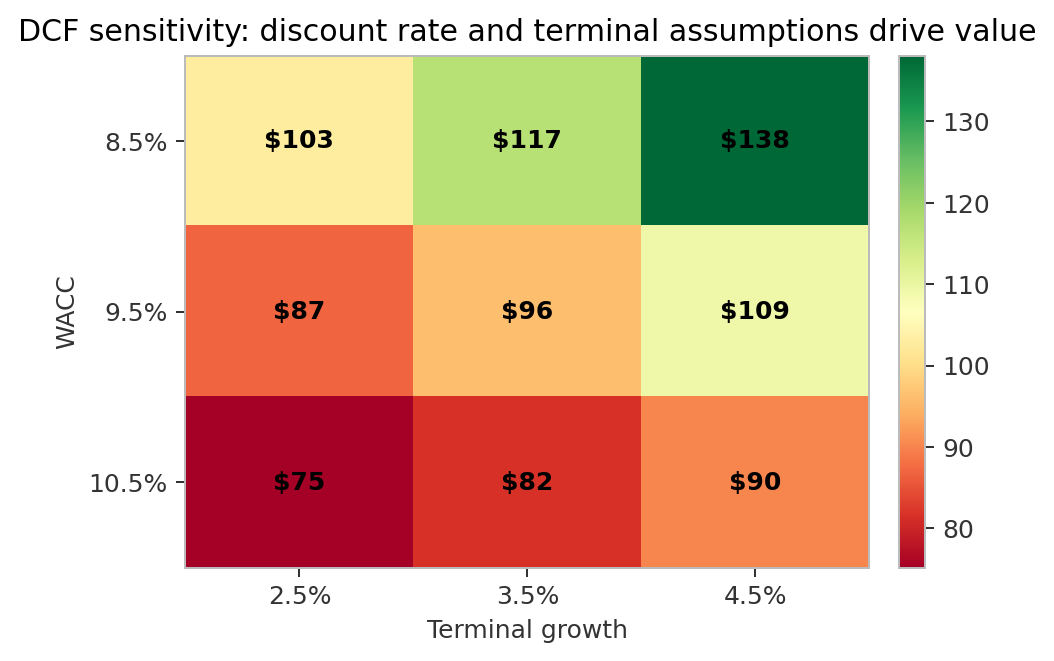 DCF sensitivity: discount rate and terminal assumptions drive value
8.5% $103 $117 $138
9.5% $87 $96 $109
10.5% $75 $82 $90
WACC
2.5% 3.5% 4.5%
Terminal growth
130
120
110
100
90
80